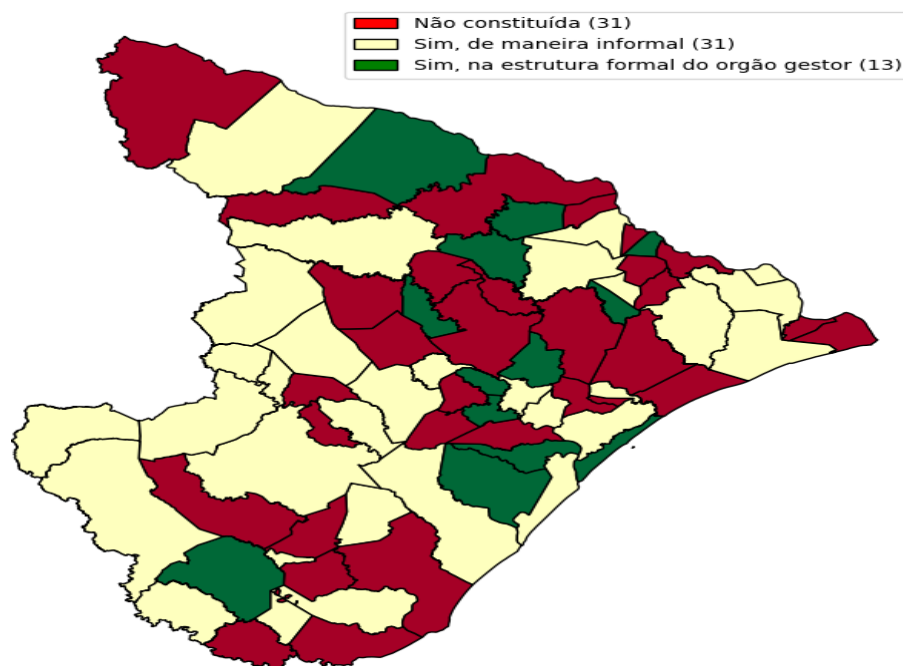 Não constituída (31)
Sim, de maneira informal (31)
Sim, na estrutura formal do orgão gestor (13)